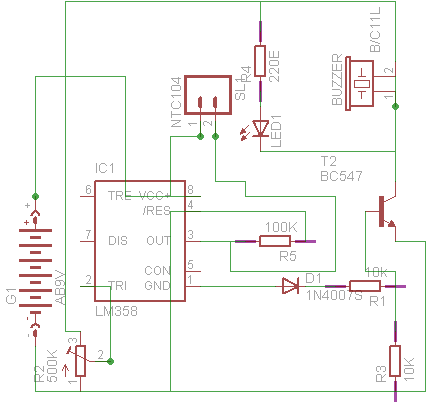 B/C11L
BUZZER
2
1
R4
220E
LED1
NTC104
SL1
1
2
T2
BC547
IC1
6
TRE
VCC+
8
/RES
4
7
DIS
OUT
3
100K
R5
CON
5
2
TRI
GND
1
LM358
D1
1N4007S
10K
R1
G1
AB9V
+
+
-
-
R2
500K
3
2
1
R3
10K